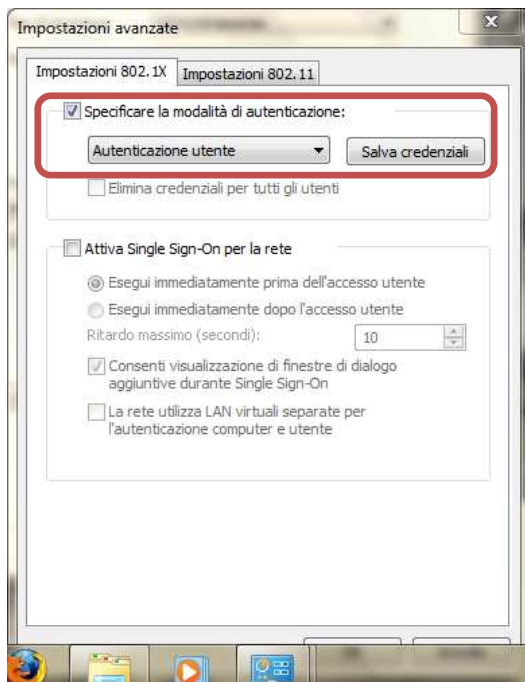 Impostazioni avanzate
Impostazioni 802.1X
Impostazioni 802.11
Specificare la modalità di autenticazione:
Autenticazione utente
Salva credenziali
Elimina credenziali per tutti gli utenti
Attiva Single Sign-On per la rete
Esegui immediatamente prima dell'accesso utente
Esegui immediatamente dopo l'accesso utente
Ritardo massimo (secondi):
10
Consenti visualizzazione di finestre di dialogo
aggiuntive durante Single Sign-On
La rete utilizza LAN virtuali separate per
l'autenticazione computer e utente